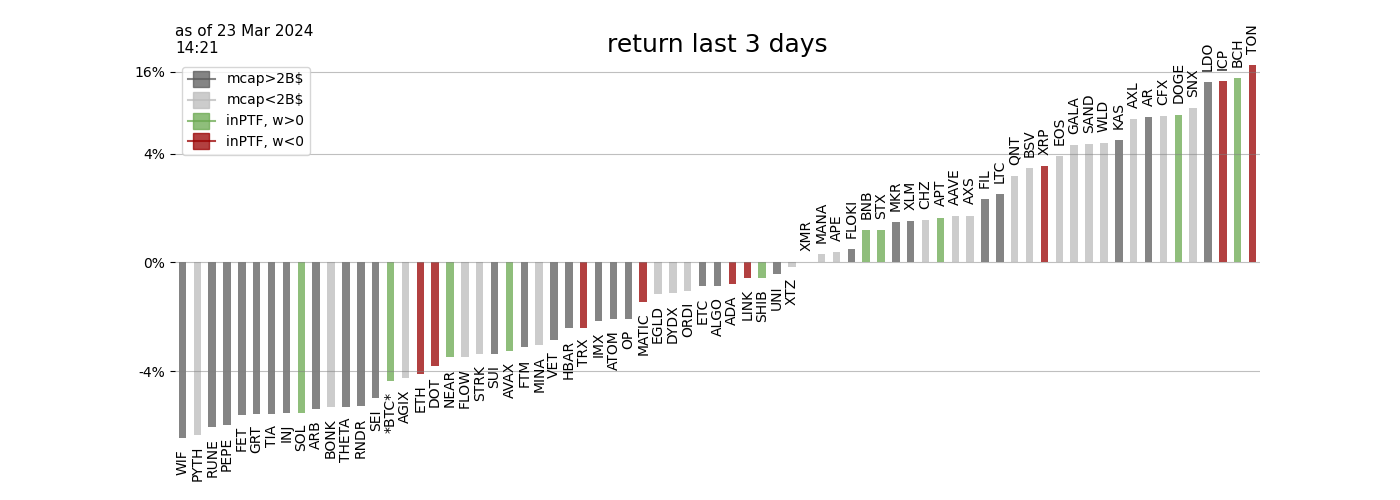 as of 23 Mar 2024
14:21
return last 3 days
mcap>2B$
mcap<2B$
inPTF, w>0
inPTF, w<0
16%
4%
0%
-4%
WIF
PYTH
RUNE
PEPE
FET
GRT
TIA
INJ
SOL
ARB
BONK
THETA
RNDR
SEI
*BTC*
AGIX
ETH
DOT
NEAR
FLOW
STRK
SUI
AVAX
FTM
MINA
VET
HBAR
TRX
IMX
ATOM
OP
MATIC
EGLD
DYDX
ORDI
ETC
ALGO
ADA
LINK
SHIB
UNI
XTZ
XMR
MANA
APE
FLOKI
BNB
STX
MKR
XLM
CHZ
APT
AAVE
AXS
FIL
LTC
QNT
BSV
XRP
EOS
GALA
SAND
WLD
KAS
AXL
AR
CFX
DOGE
SNX
LDO
ICP
BCH
TON